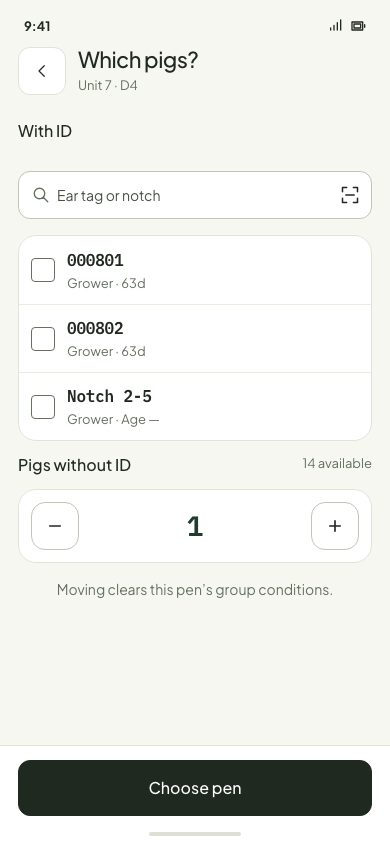 9:41
Which pigs?
Unit 7 · D4
With ID
Ear tag or notch
000801
Grower · 63d
000802
Grower · 63d
Notch 2-5
Grower · Age —
Pigs without ID
14 available
1
Moving clears this pen's group conditions.
Choose pen